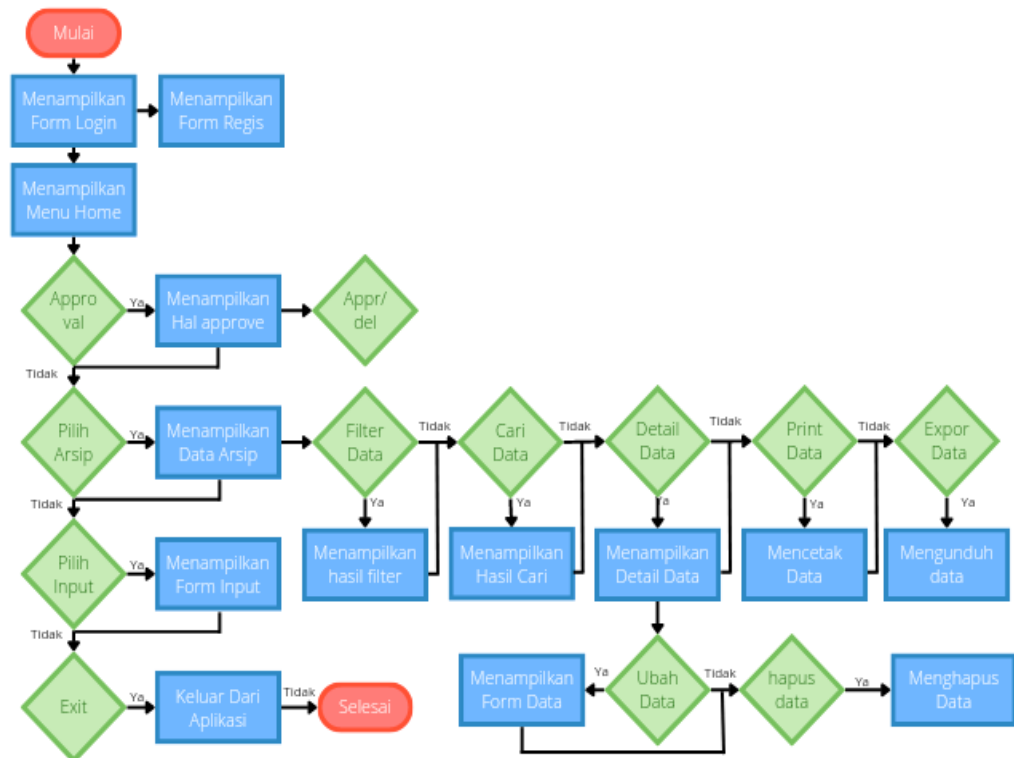 Mulai
Menampilkan
Form Login
Menampilkan
Form Regis
Menampilkan
Menu Home
Appro
val
Ya
Menampilkan
Hal approve
Appr/
del
Tidak
Pilih
Arsip
Ya
Menampilkan
Data Arsip
Filter
Data
Tidak
Cari
Data
Tidak
Detail
Data
Tidak
Print
Data
Tidak
Expor
Data
Ya
Ya
Ya
Ya
Ya
Menampilkan
hasil filter
Menampilkan
Hasil Cari
Menampilkan
Detail Data
Mencetak
Data
Mengunduh
data
Tidak
Pilih
Input
Ya
Menampilkan
Form Input
Tidak
Exit
Ya
Keluar Dari
Aplikasi
Tidak
Selesai
Menampilkan
Form Data
Ya
Ubah
Data
Tidak
hapus
data
Ya
Menghapus
Data